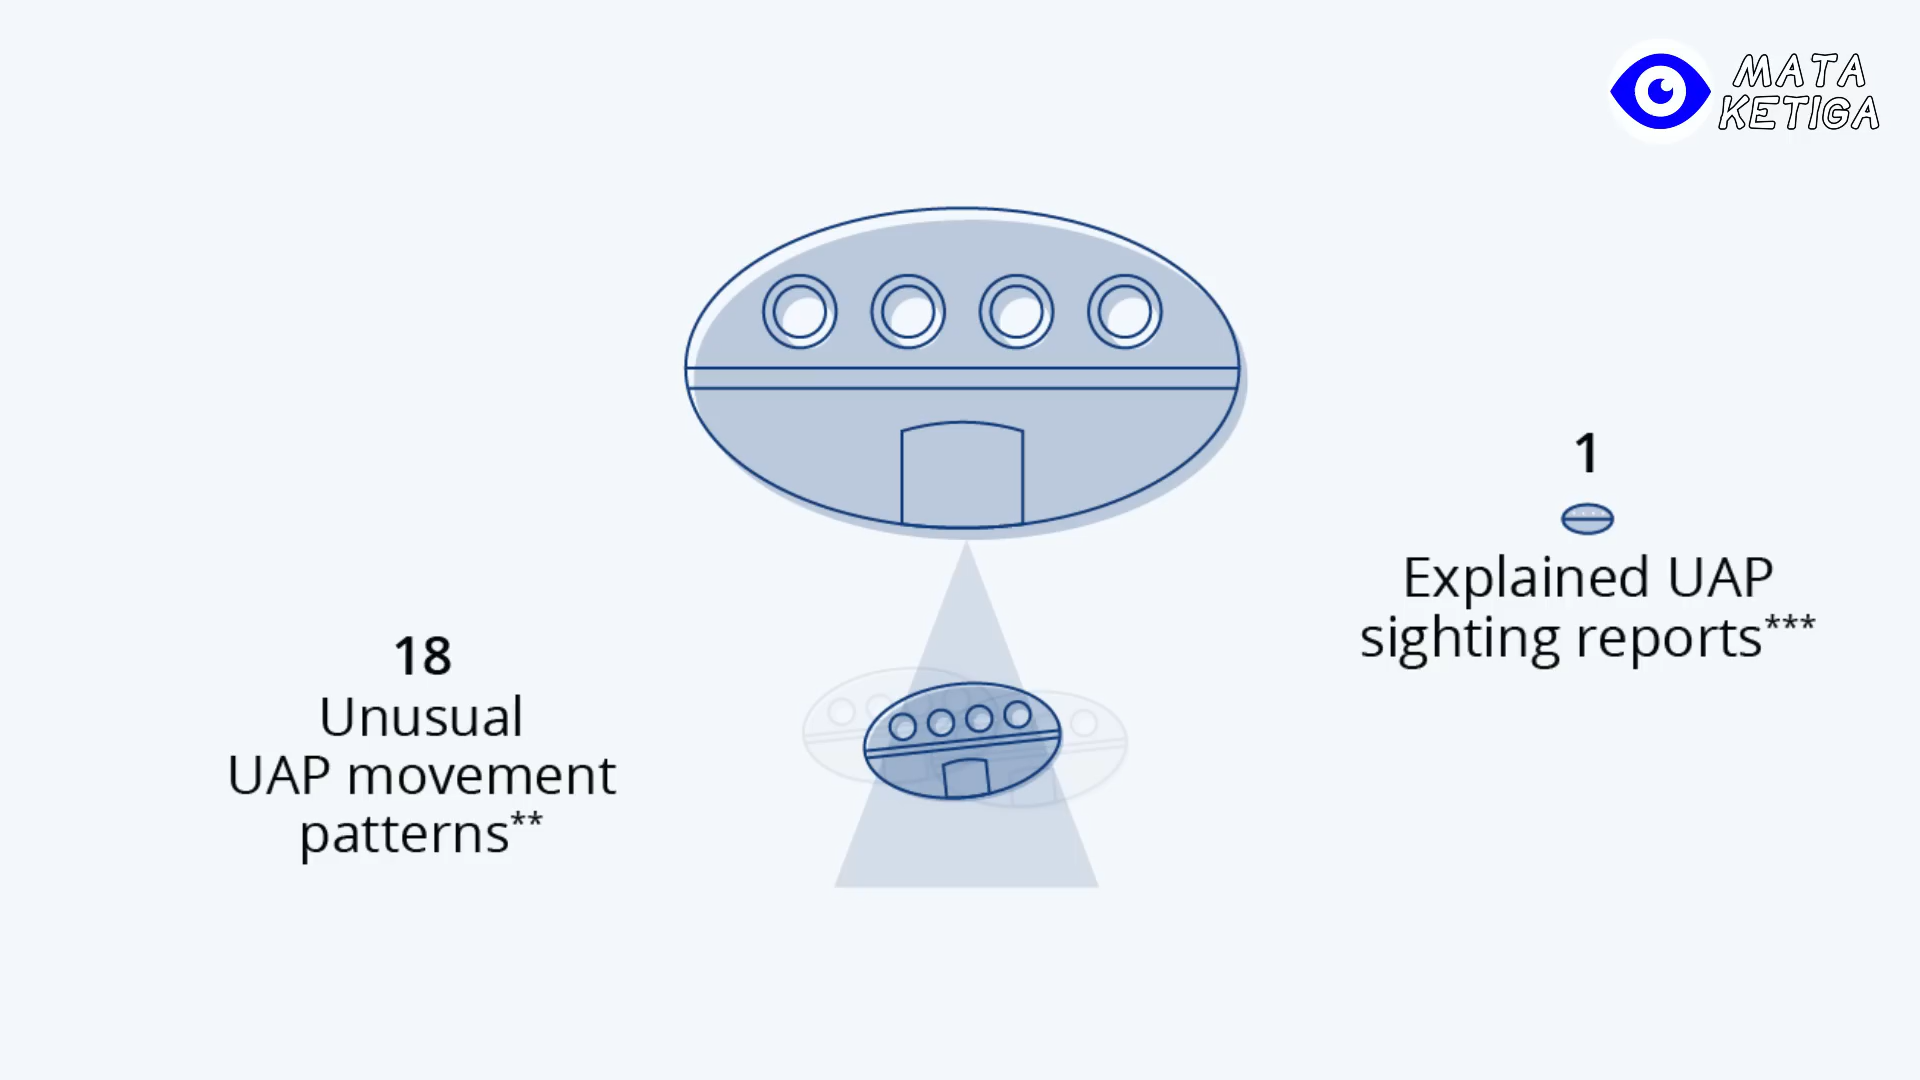 MATA
KETIGA
18
Unusual
UAP movement
patterns**
1
Explained UAP
sighting reports***